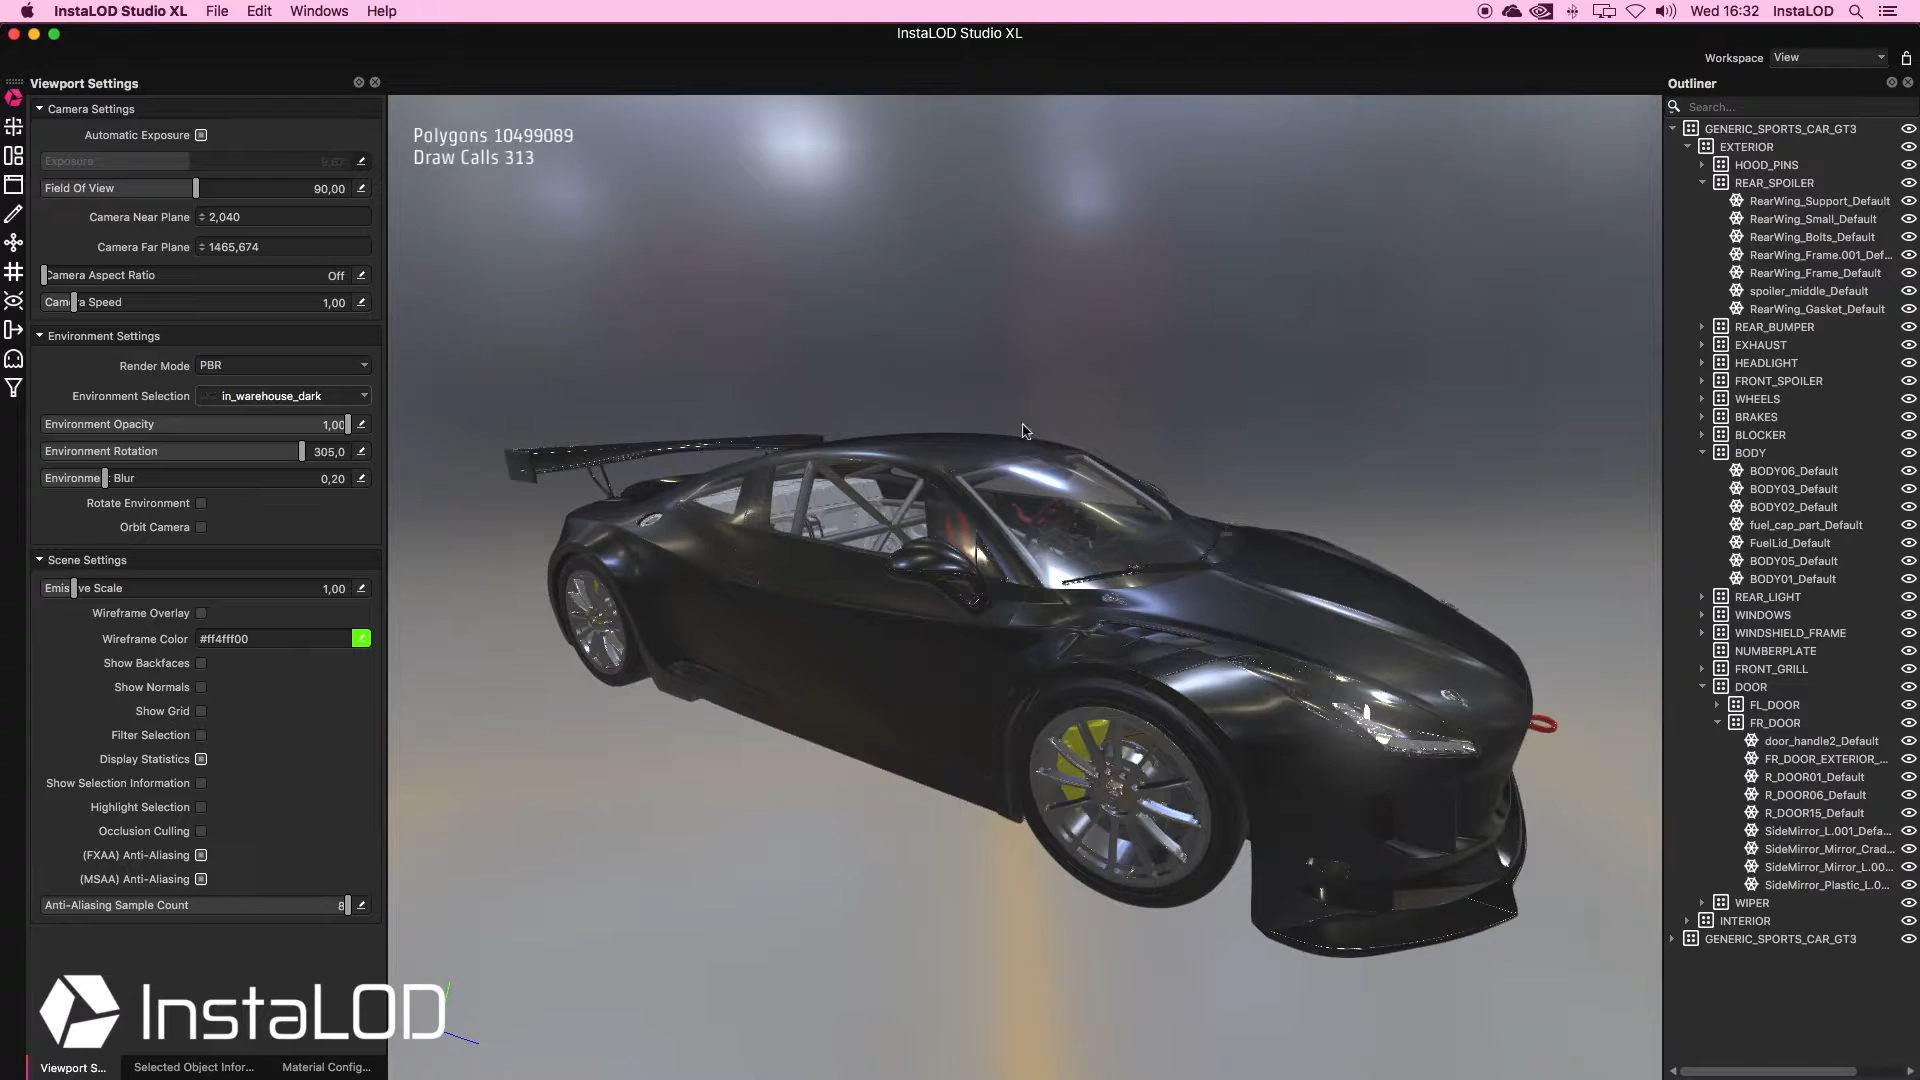 InstaLOD Studio XL File Edit Windows Help
Wed 16:32 InstaLOD
InstaLOD Studio XL
Workspace View
Viewport Settings
Camera Settings
Automatic Exposure
Exposure 9,67
Field Of View 90,00
Camera Near Plane 2,040
Camera Far Plane 1465,674
Camera Aspect Ratio Off
Camera Speed 1,00
Environment Settings
Render Mode PBR
Environment Selection in_warehouse_dark
Environment Opacity 1,00
Environment Rotation 305,0
Environment Blur 0,20
Rotate Environment
Orbit Camera
Scene Settings
Emissive Scale 1,00
Wireframe Overlay
Wireframe Color #ff4fff00
Show Backfaces
Show Normals
Show Grid
Filter Selection
Display Statistics
Show Selection Information
Highlight Selection
Occlusion Culling
(FXAA) Anti-Aliasing
(MSAA) Anti-Aliasing
Anti-Aliasing Sample Count 8
InstaLOD
Viewport S... Selected Object Infor... Material Config...
Polygons 10499089
Draw Calls 313
Outliner
Search...
GENERIC_SPORTS_CAR_GT3
EXTERIOR
HOOD_PINS
REAR_SPOILER
RearWing_Support_Default
RearWing_Small_Default
RearWing_Bolts_Default
RearWing_Frame.001_Def...
RearWing_Frame_Default
spoiler_middle_Default
RearWing_Gasket_Default
REAR_BUMPER
EXHAUST
HEADLIGHT
FRONT_SPOILER
WHEELS
BRAKES
BLOCKER
BODY
BODY06_Default
BODY03_Default
BODY02_Default
fuel_cap_part_Default
FuelLid_Default
BODY05_Default
BODY01_Default
REAR_LIGHT
WINDOWS
WINDSHIELD_FRAME
NUMBERPLATE
FRONT_GRILL
DOOR
FL_DOOR
FR_DOOR
door_handle2_Default
FR_DOOR_EXTERIOR_...
R_DOOR01_Default
R_DOOR06_Default
R_DOOR15_Default
SideMirror_L.001_Defa...
SideMirror_Mirror_Crad...
SideMirror_Mirror_L.00...
SideMirror_Plastic_L.0...
WIPER
INTERIOR
GENERIC_SPORTS_CAR_GT3